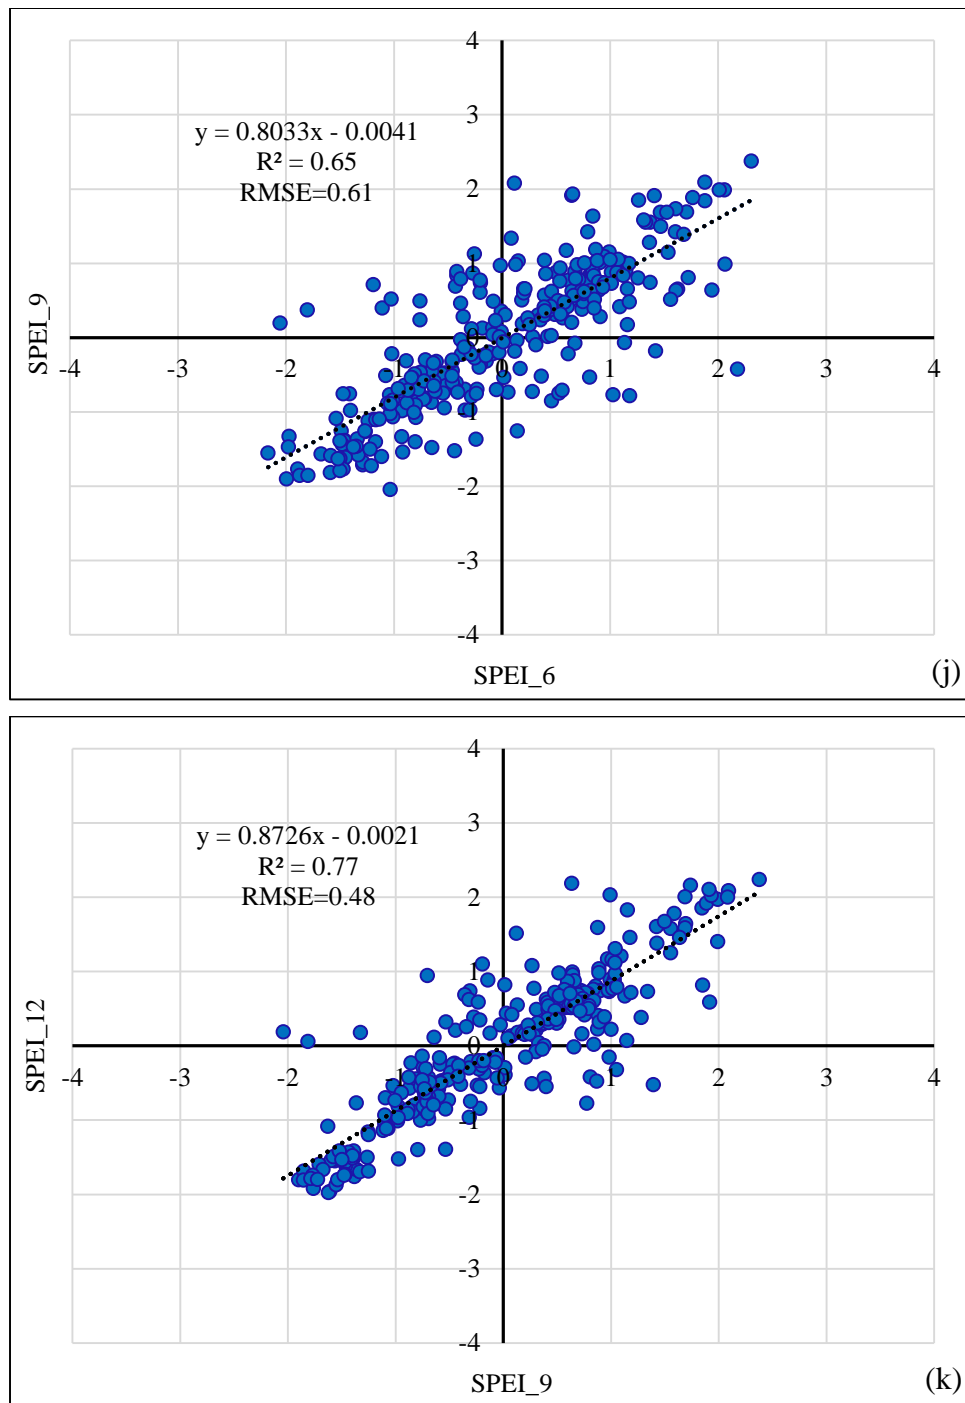 4
3
y = 0.8033x - 0.0041
R² = 0.65
RMSE=0.61
2
1
SPEI_9
0
-4 -3 -2 -1 0 1 2 3 4
-1
-2
-3
-4
SPEI_6
(j)
4
3
y = 0.8726x - 0.0021
R² = 0.77
RMSE=0.48
2
1
SPEI_12
0
-4 -3 -2 -1 0 1 2 3 4
-1
-2
-3
-4
SPEI_9
(k)